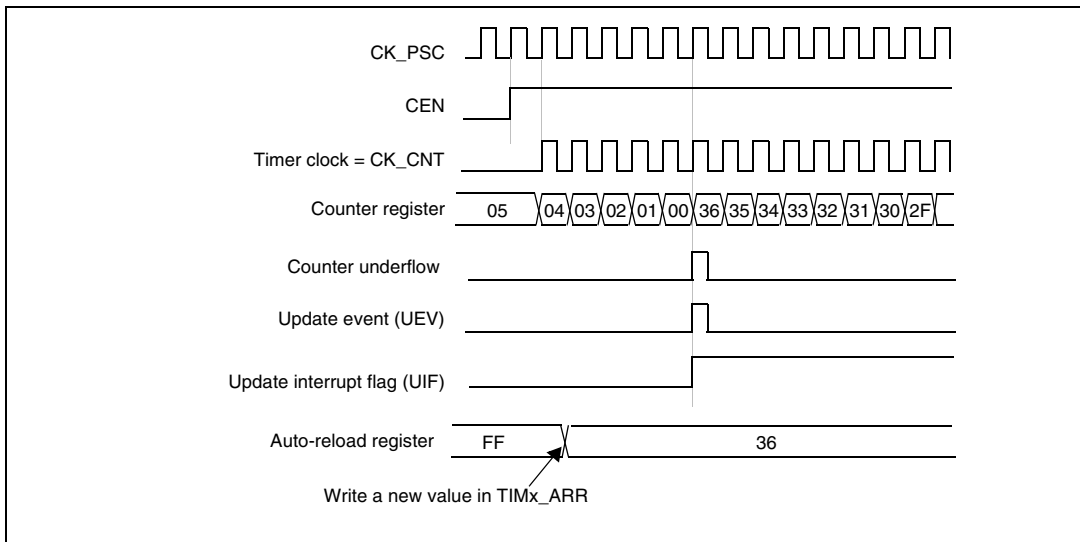 CK_PSC
CEN
Timer clock = CK_CNT
Counter register 05 04 03 02 01 00 36 35 34 33 32 31 30 2F
Counter underflow
Update event (UEV)
Update interrupt flag (UIF)
Auto-reload register FF 36
Write a new value in TIMx_ARR